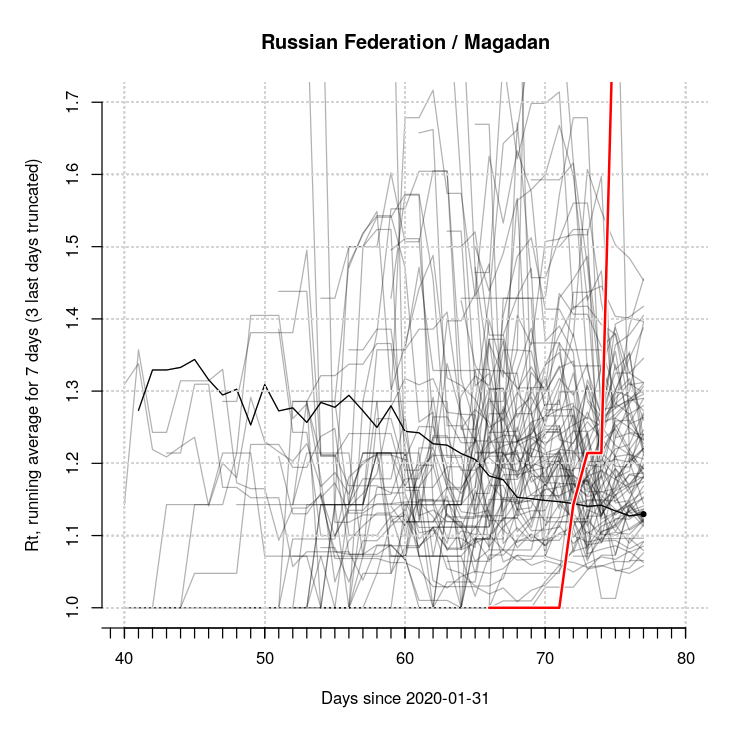 Russian Federation / Magadan
Rt, running average for 7 days (3 last days truncated)
1.7
1.6
1.5
1.4
1.3
1.2
1.1
1.0
40 50 60 70 80
Days since 2020-01-31